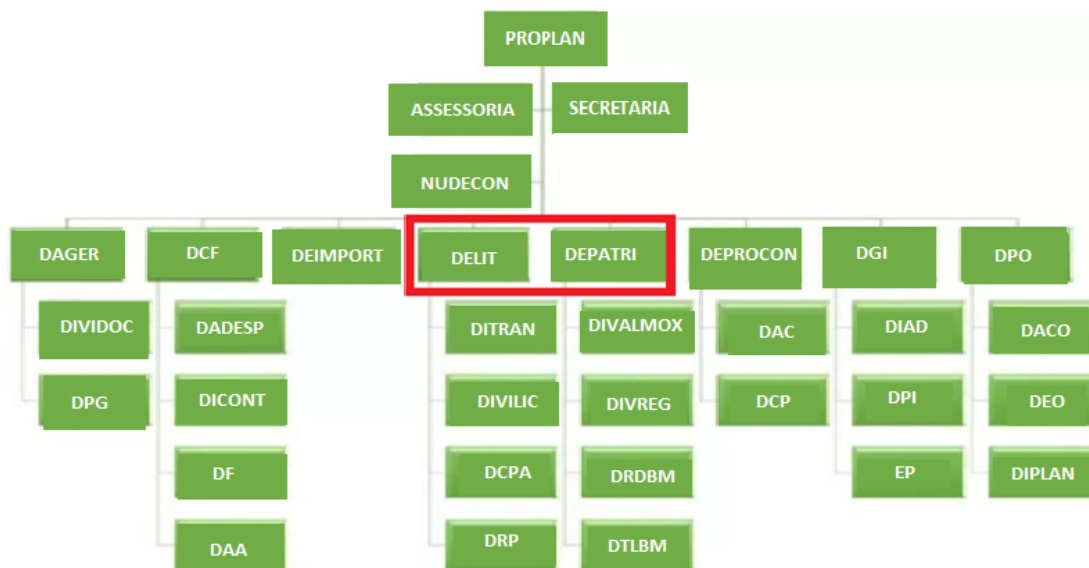 PROPLAN
ASSESSORIA
SECRETARIA
NUDECON
DAGER
DCF
DEIMPORT
DELIT
DEPATRI
DEPROCON
DGI
DPO
DIVIDOC
DADESP
DITRAN
DIVALMOX
DAC
DIAD
DACO
DPG
DICONT
DIVILIC
DIVREG
DCP
DPI
DEO
DF
DCPA
DRDBM
EP
DIPLAN
DAA
DRP
DTLBM